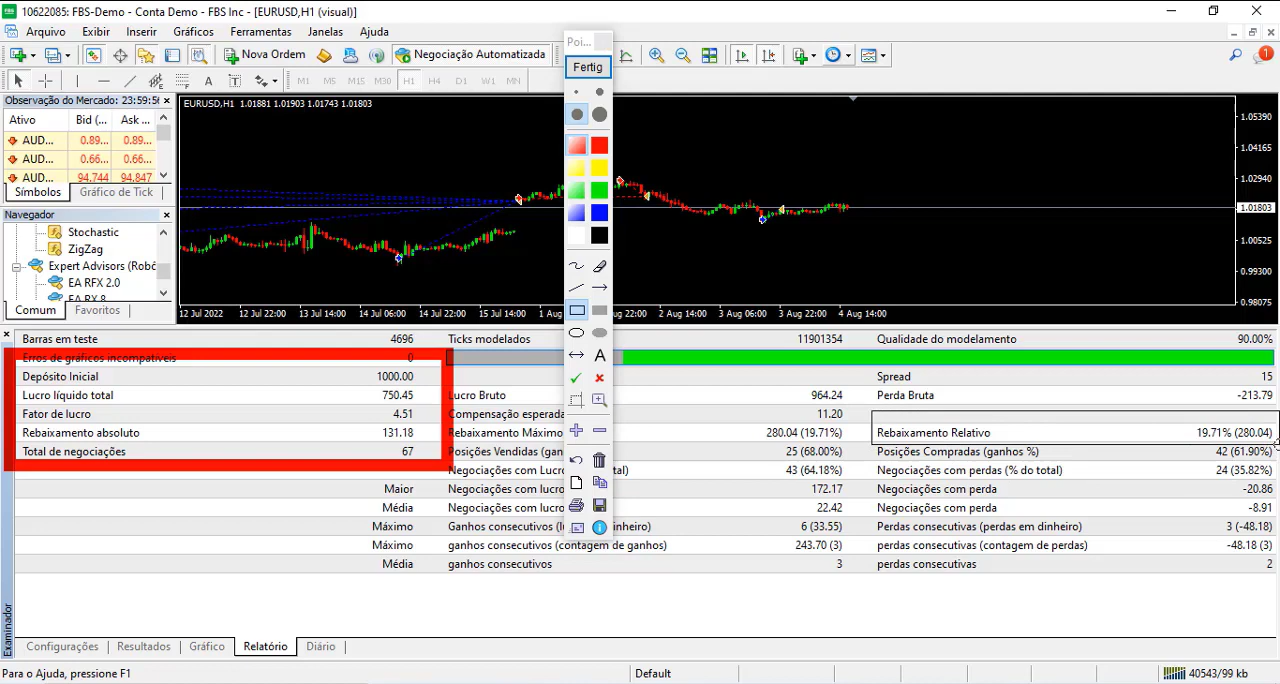 10622085: FBS-Demo - Conta Demo - FBS Inc - [EURUSD,H1 (visual)]
Arquivo Exibir Inserir Gráficos Ferramentas Janelas Ajuda
Nova Ordem Negociação Automatizada
1
A T M1 M5 M15 M30 H1 H4 D1 W1 MN
Poi...
Fertig
A
Observação do Mercado: 23:59:5
Ativo Bid (... Ask ...
AUD... 0.89... 0.89...
AUD... 0.66... 0.66...
AUD... 94.744 94.847
Símbolos Gráfico de Tick
Navegador
Stochastic
ZigZag
Expert Advisors (Robô
EA RFX 2.0
EA RX 8
Comum Favoritos
EURUSD,H1 1.01881 1.01903 1.01743 1.01803
1.05390
1.04165
1.02940
1.01803
1.00525
0.99300
0.98075
12 Jul 2022 12 Jul 22:00 13 Jul 14:00 14 Jul 06:00 14 Jul 22:00 15 Jul 14:00 1 Aug ug 22:00 2 Aug 14:00 3 Aug 06:00 3 Aug 22:00 4 Aug 14:00
Barras em teste 4696 Ticks modelados 11901354 Qualidade do modelamento 90.00%
Erros de gráficos incompatíveis 0
Depósito Inicial 1000.00 Spread 15
Lucro líquido total 750.45 Lucro Bruto 964.24 Perda Bruta -213.79
Fator de lucro 4.51 Compensação esperada 11.20
Rebaixamento absoluto 131.18 Rebaixamento Máximo 280.04 (19.71%) Rebaixamento Relativo 19.71% (280.04)
Total de negociações 67 Posições Vendidas (gan 25 (68.00%) Posições Compradas (ganhos %) 42 (61.90%)
Negociações com Lucr tal) 43 (64.18%) Negociações com perdas (% do total) 24 (35.82%)
Maior Negociações com lucro 172.17 Negociações com perda -20.86
Média Negociações com lucro 22.42 Negociações com perda -8.91
Máximo Ganhos consecutivos (l inheiro) 6 (33.55) Perdas consecutivas (perdas em dinheiro) 3 (-48.18)
Máximo ganhos consecutivos (contagem de ganhos) 243.70 (3) perdas consecutivas (contagem de perdas) -48.18 (3)
Média ganhos consecutivos 3 perdas consecutivas 2
Examinador
Configurações Resultados Gráfico Relatório Diário
Para o Ajuda, pressione F1 Default 40543/99 kb